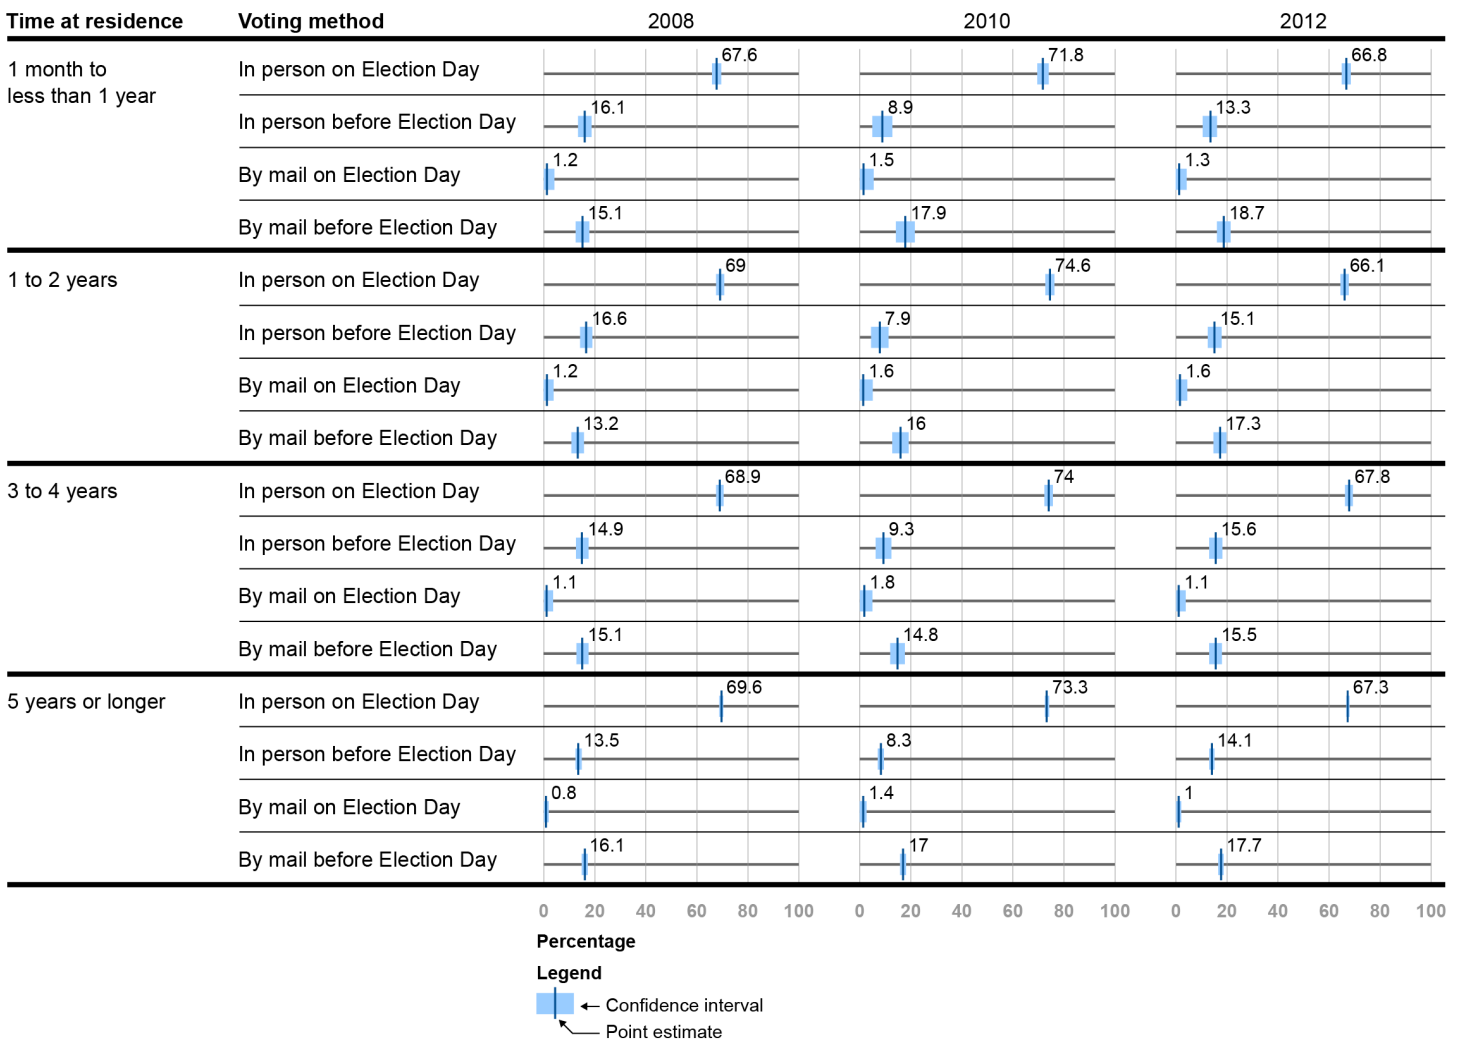 Time at residence Voting method 2008 2010 2012
1 month to
less than 1 year
In person on Election Day 67.6 71.8 66.8
In person before Election Day 16.1 8.9 13.3
By mail on Election Day 1.2 1.5 1.3
By mail before Election Day 15.1 17.9 18.7
1 to 2 years In person on Election Day 69 74.6 66.1
In person before Election Day 16.6 7.9 15.1
By mail on Election Day 1.2 1.6 1.6
By mail before Election Day 13.2 16 17.3
3 to 4 years In person on Election Day 68.9 74 67.8
In person before Election Day 14.9 9.3 15.6
By mail on Election Day 1.1 1.8 1.1
By mail before Election Day 15.1 14.8 15.5
5 years or longer In person on Election Day 69.6 73.3 67.3
In person before Election Day 13.5 8.3 14.1
By mail on Election Day 0.8 1.4 1
By mail before Election Day 16.1 17 17.7
0 20 40 60 80 100 0 20 40 60 80 100 0 20 40 60 80 100
Percentage
Legend
Confidence interval
Point estimate